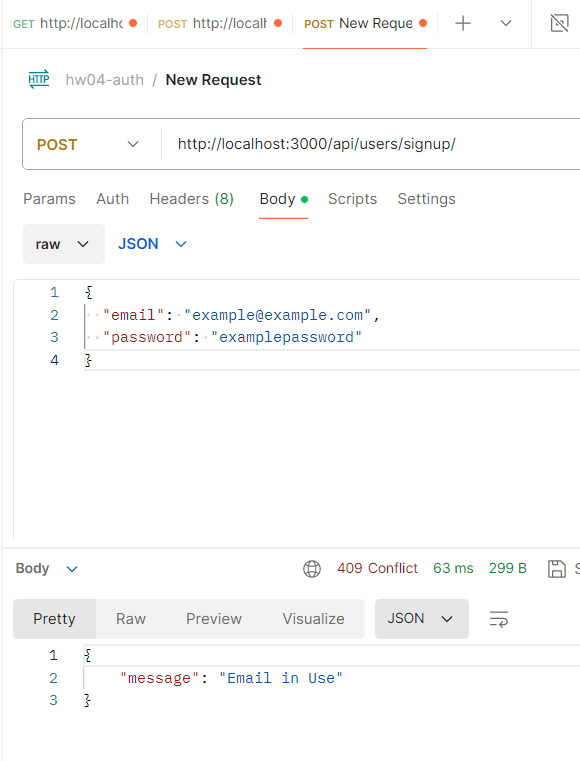 GET http://localhc
POST http://localh
POST New Reque
HTTP hw04-auth / New Request
POST http://localhost:3000/api/users/signup/
Params Auth Headers (8) Body Scripts Settings
raw JSON
1 {
2 "email": "example@example.com",
3 "password": "examplepassword"
4 }
Body 409 Conflict 63 ms 299 B S
Pretty Raw Preview Visualize JSON
1 {
2 "message": "Email in Use"
3 }